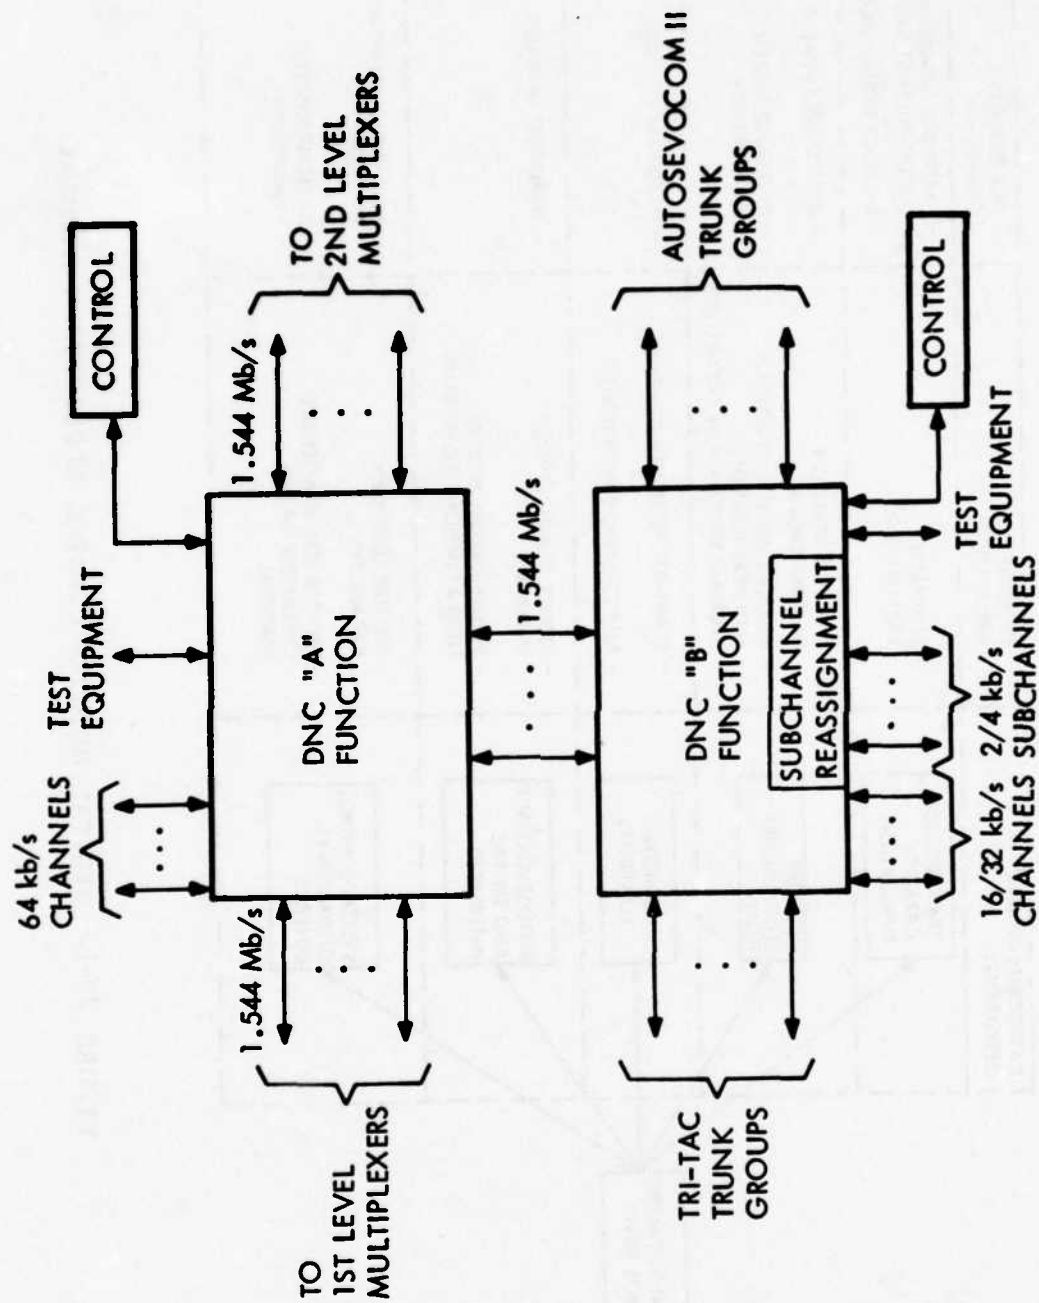 64 kb/s
CHANNELS
TEST
EQUIPMENT
CONTROL
1.544 Mb/s
1.544 Mb/s
TO
1ST LEVEL
MULTIPLEXERS
DNC "A"
FUNCTION
TO
2ND LEVEL
MULTIPLEXERS
1.544 Mb/s
TRI-TAC
TRUNK
GROUPS
DNC "B"
FUNCTION
SUBCHANNEL
REASSIGNMENT
AUTOSEVOCOM II
TRUNK
GROUPS
16/32 kb/s
CHANNELS
2/4 kb/s
SUBCHANNELS
TEST
EQUIPMENT
CONTROL